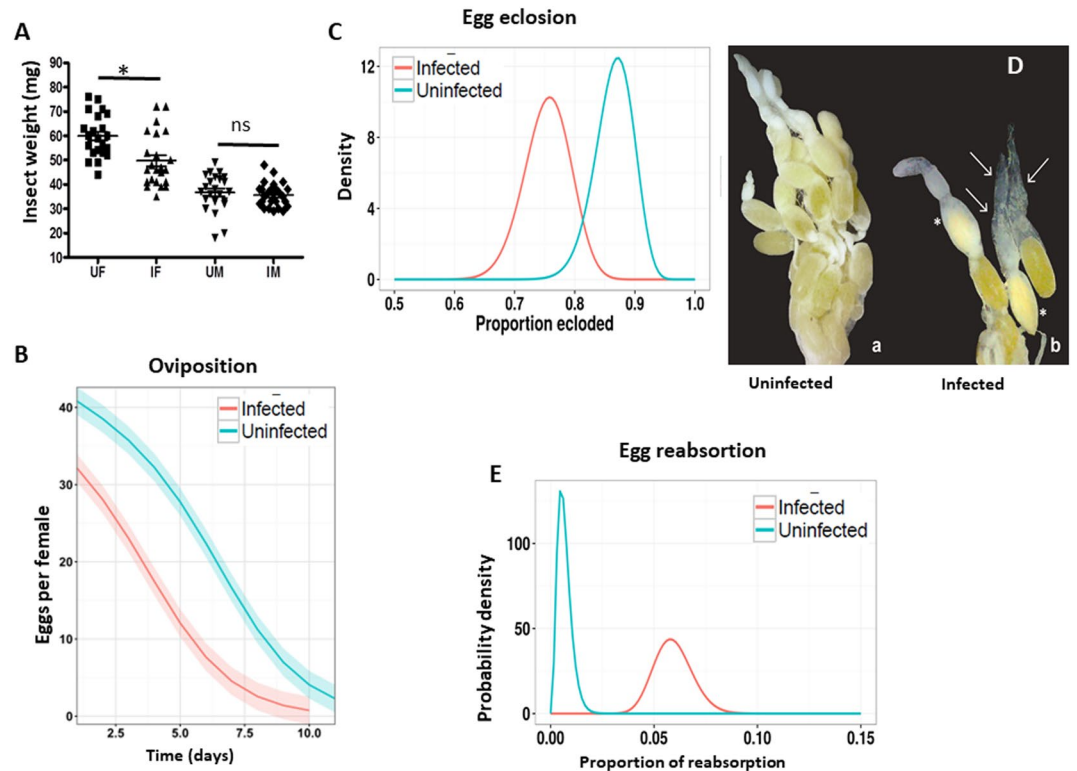 A
Insect weight (mg)
90
80
70
60
50
40
30
20
10
*
ns
UF IF UM IM
B
Oviposition
Infected
Uninfected
Eggs per female
40
30
20
10
0
2.5 5.0 7.5 10.0
Time (days)
C
Egg eclosion
Infected
Uninfected
Density
12
8
4
0
0.5 0.6 0.7 0.8 0.9 1.0
Proportion ecloded
D
*
*
a
b
Uninfected Infected
E
Egg reabsortion
Infected
Uninfected
Probability density
100
50
0
0.00 0.05 0.10 0.15
Proportion of reabsorption